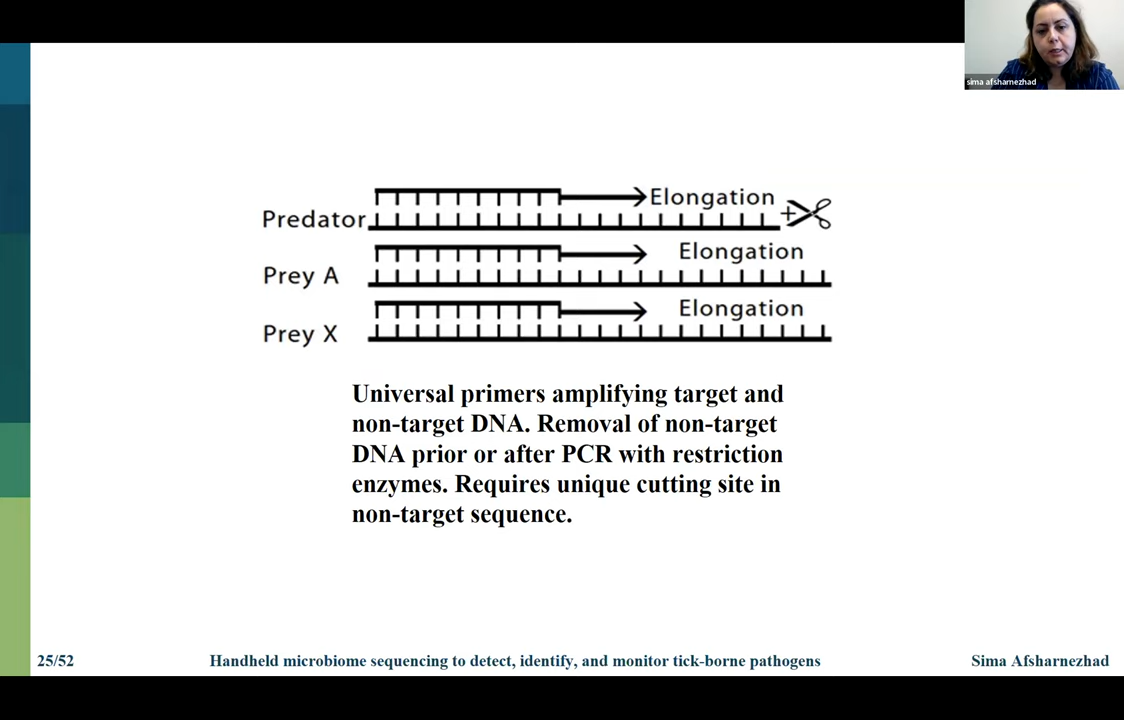 sima afsharnezhad
Elongation
Predator
+
Elongation
Prey A
Elongation
Prey X
Universal primers amplifying target and
non-target DNA. Removal of non-target
DNA prior or after PCR with restriction
enzymes. Requires unique cutting site in
non-target sequence.
25/52
Handheld microbiome sequencing to detect, identify, and monitor tick-borne pathogens
Sima Afsharnezhad